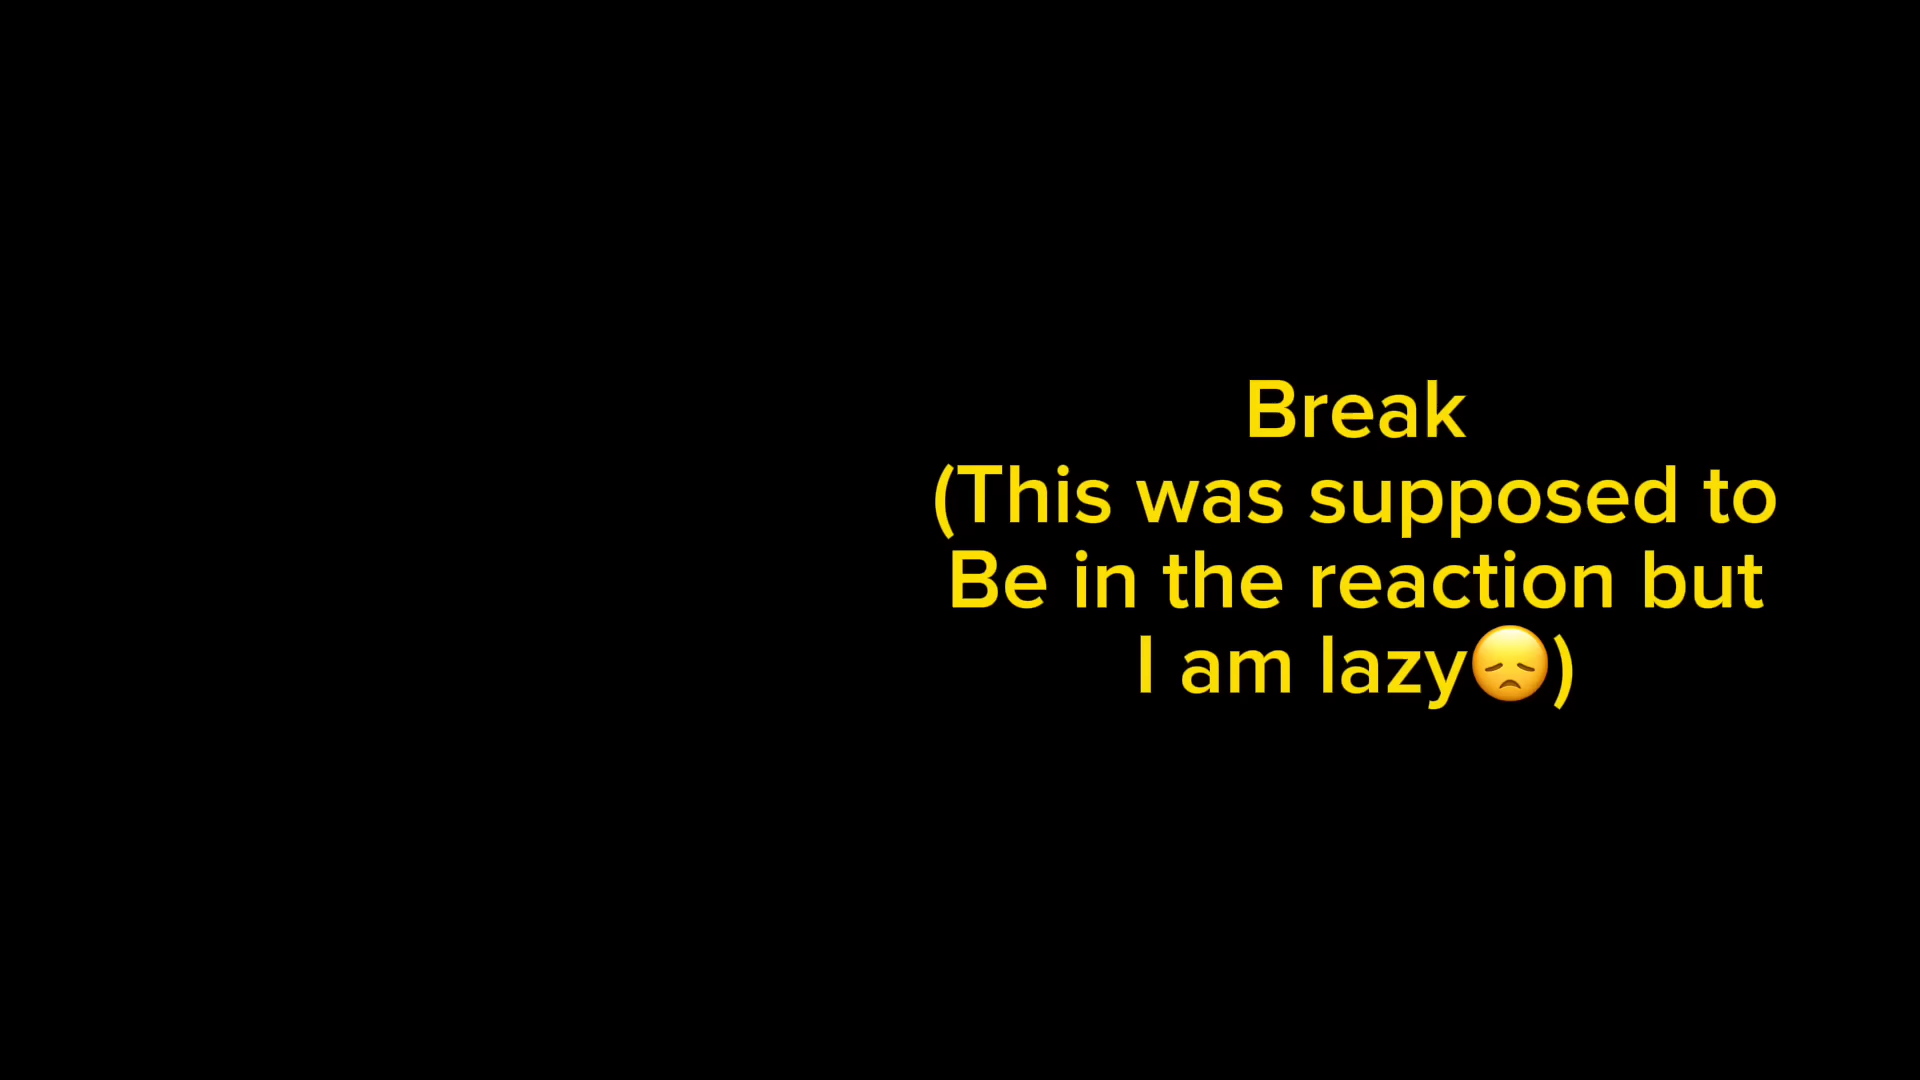 Break
(This was supposed to
Be in the reaction but
I am lazy😞)